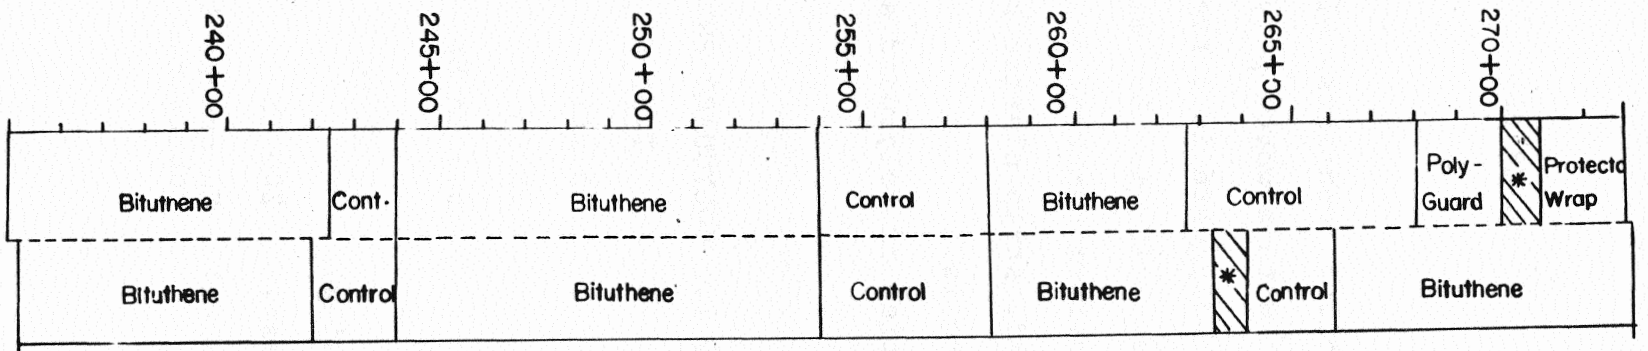 240+00 245+00 250+00 255+00 260+00 265+00 270+00
Bituthene Cont. Bituthene Control Bituthene Control Poly- * Protecto
Guard Wrap
Bituthene Control Bituthene Control Bituthene * Control Bituthene